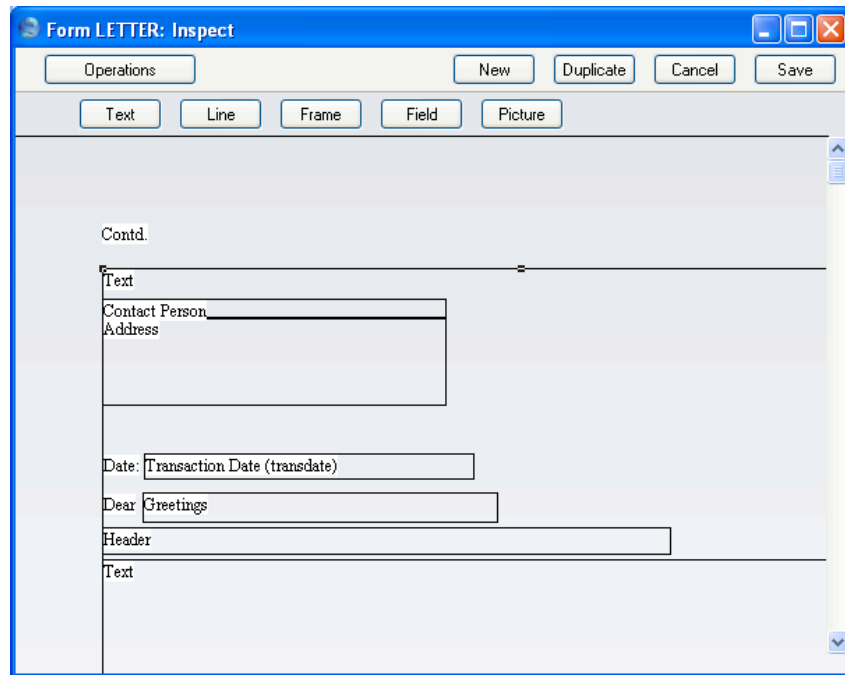 Form LETTER: Inspect
Operations New Duplicate Cancel Save
Text Line Frame Field Picture
Contd.
Text
Contact Person
Address
Date: Transaction Date (transdate)
Dear Greetings
Header
Text